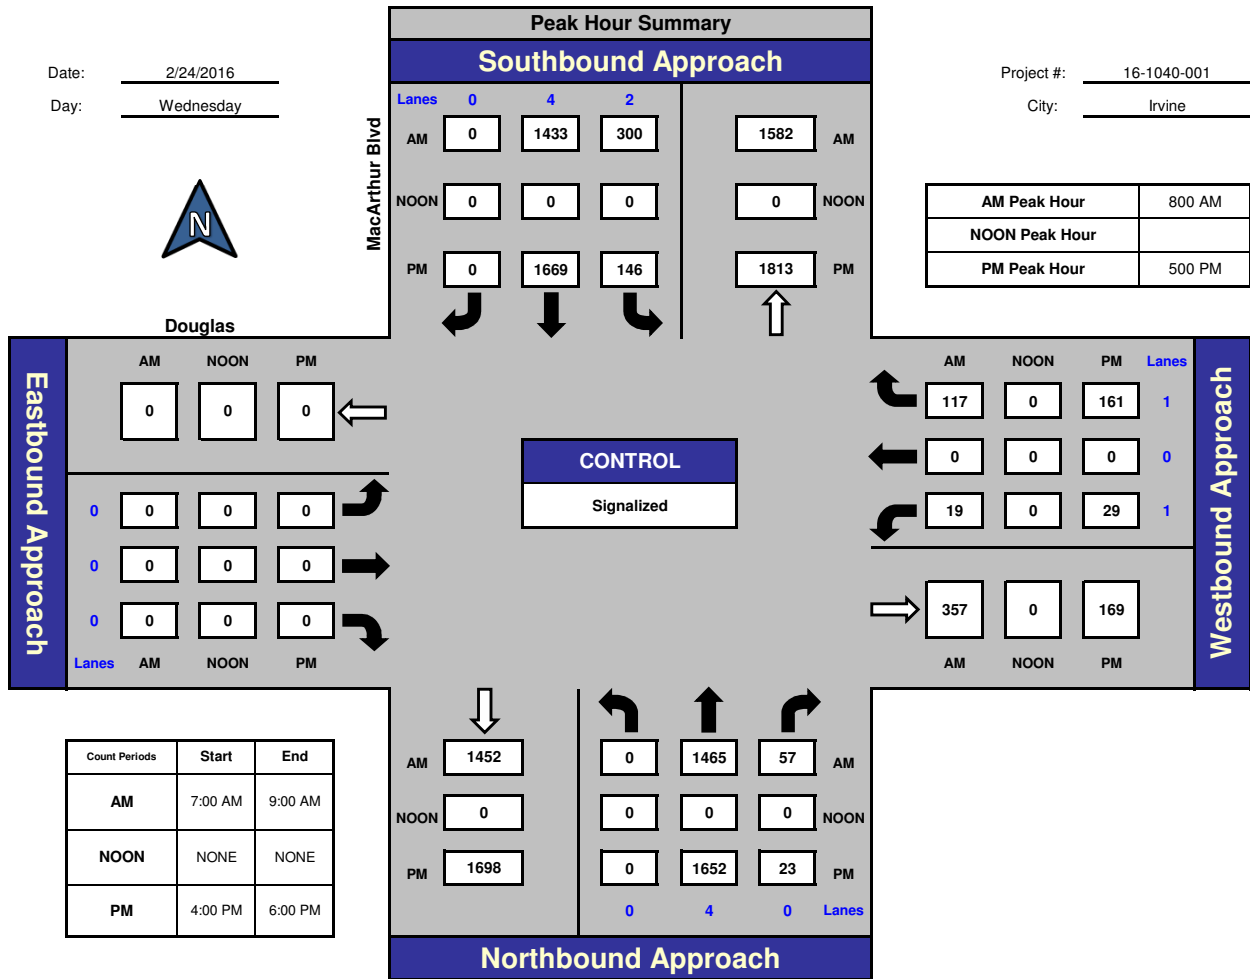 Peak Hour Summary
Southbound Approach
Date: 2/24/2016
Day: Wednesday
Project #: 16-1040-001
City: Irvine
N
MacArthur Blvd
Lanes 0 4 2
AM 0 1433 300 1582 AM
NOON 0 0 0 0 NOON
PM 0 1669 146 1813 PM
AM Peak Hour 800 AM
NOON Peak Hour
PM Peak Hour 500 PM
Douglas
Eastbound Approach
AM NOON PM
0 0 0
0 0 0 0
0 0 0 0
0 0 0 0
Lanes AM NOON PM
CONTROL
Signalized
AM NOON PM Lanes
117 0 161 1
0 0 0 0
19 0 29 1
357 0 169
AM NOON PM
Westbound Approach
Count Periods Start End
AM 7:00 AM 9:00 AM
NOON NONE NONE
PM 4:00 PM 6:00 PM
AM 1452 0 1465 57 AM
NOON 0 0 0 0 NOON
PM 1698 0 1652 23 PM
0 4 0 Lanes
Northbound Approach